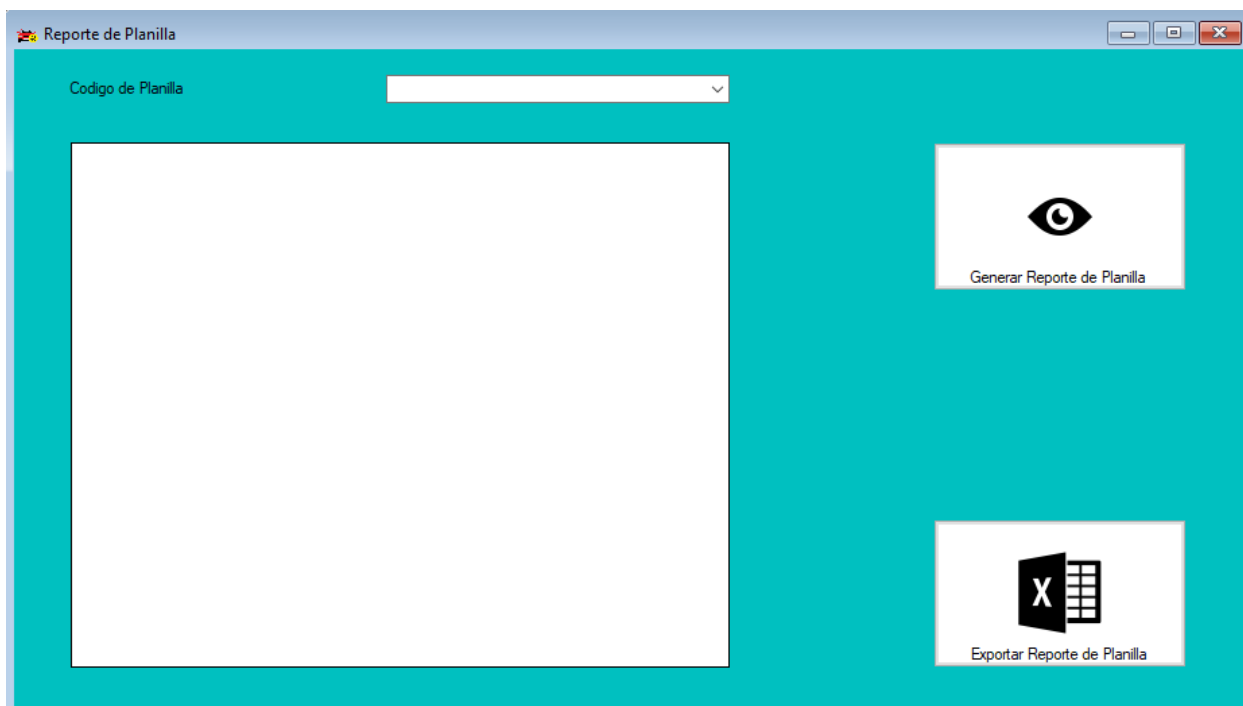 Reporte de Planilla
Codigo de Planilla
Generar Reporte de Planilla
X
Exportar Reporte de Planilla